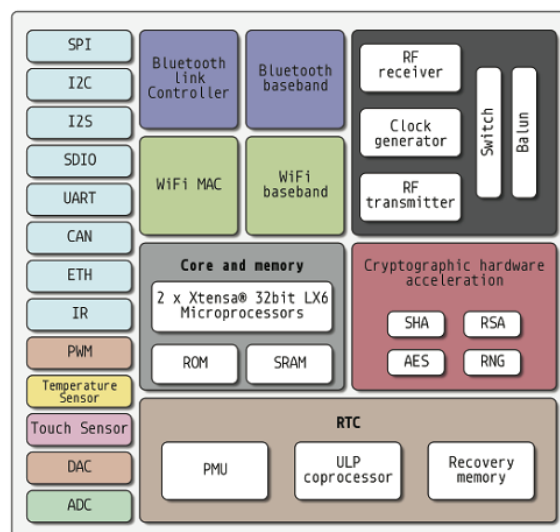 SPI
I2C
I2S
SDIO
UART
CAN
ETH
IR
PWM
Temperature
Sensor
Touch Sensor
DAC
ADC
Bluetooth
link
Controller
Bluetooth
baseband
WiFi MAC
WiFi
baseband
RF
receiver
Clock
generator
RF
transmitter
Switch
Balun
Core and memory
2 x Xtensa® 32bit LX6
Microprocessors
ROM
SRAM
Cryptographic hardware
acceleration
SHA
RSA
AES
RNG
RTC
PMU
ULP
coprocessor
Recovery
memory